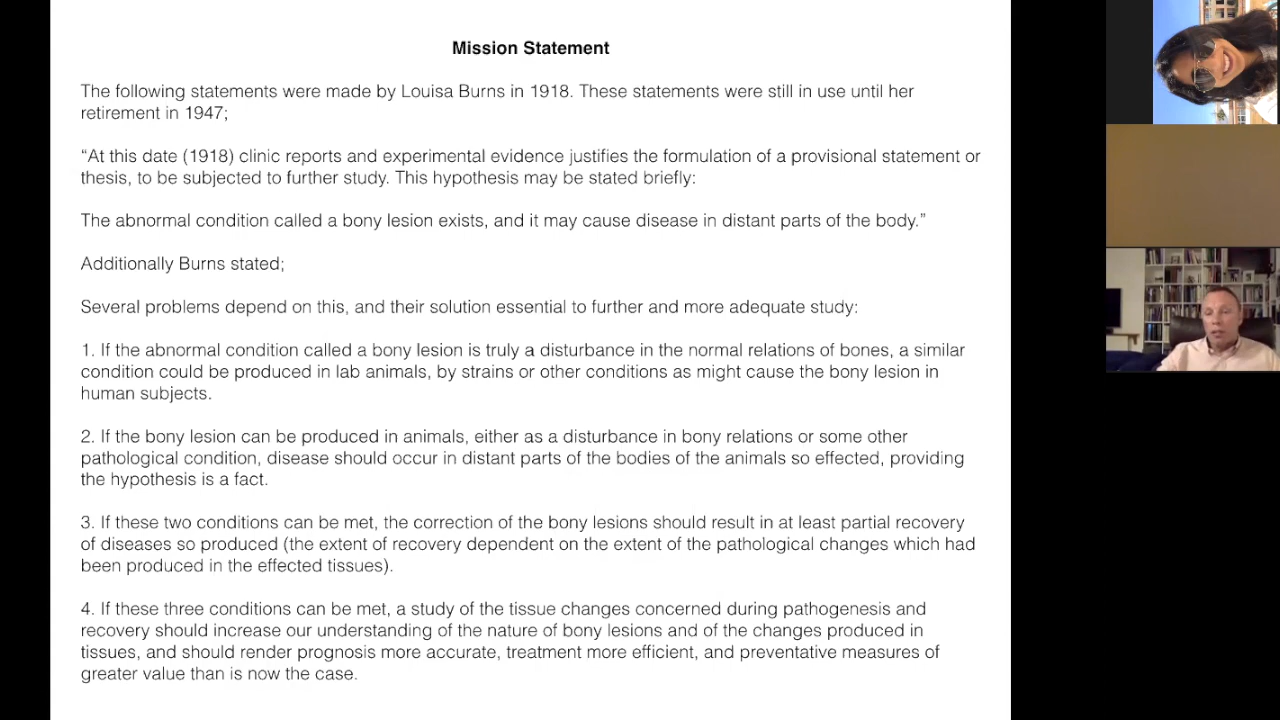 Mission Statement
The following statements were made by Louisa Burns in 1918. These statements were still in use until her
retirement in 1947;
“At this date (1918) clinic reports and experimental evidence justifies the formulation of a provisional statement or
thesis, to be subjected to further study. This hypothesis may be stated briefly:
The abnormal condition called a bony lesion exists, and it may cause disease in distant parts of the body.”
Additionally Burns stated;
Several problems depend on this, and their solution essential to further and more adequate study:
1. If the abnormal condition called a bony lesion is truly a disturbance in the normal relations of bones, a similar
condition could be produced in lab animals, by strains or other conditions as might cause the bony lesion in
human subjects.
2. If the bony lesion can be produced in animals, either as a disturbance in bony relations or some other
pathological condition, disease should occur in distant parts of the bodies of the animals so effected, providing
the hypothesis is a fact.
3. If these two conditions can be met, the correction of the bony lesions should result in at least partial recovery
of diseases so produced (the extent of recovery dependent on the extent of the pathological changes which had
been produced in the effected tissues).
4. If these three conditions can be met, a study of the tissue changes concerned during pathogenesis and
recovery should increase our understanding of the nature of bony lesions and of the changes produced in
tissues, and should render prognosis more accurate, treatment more efficient, and preventative measures of
greater value than is now the case.